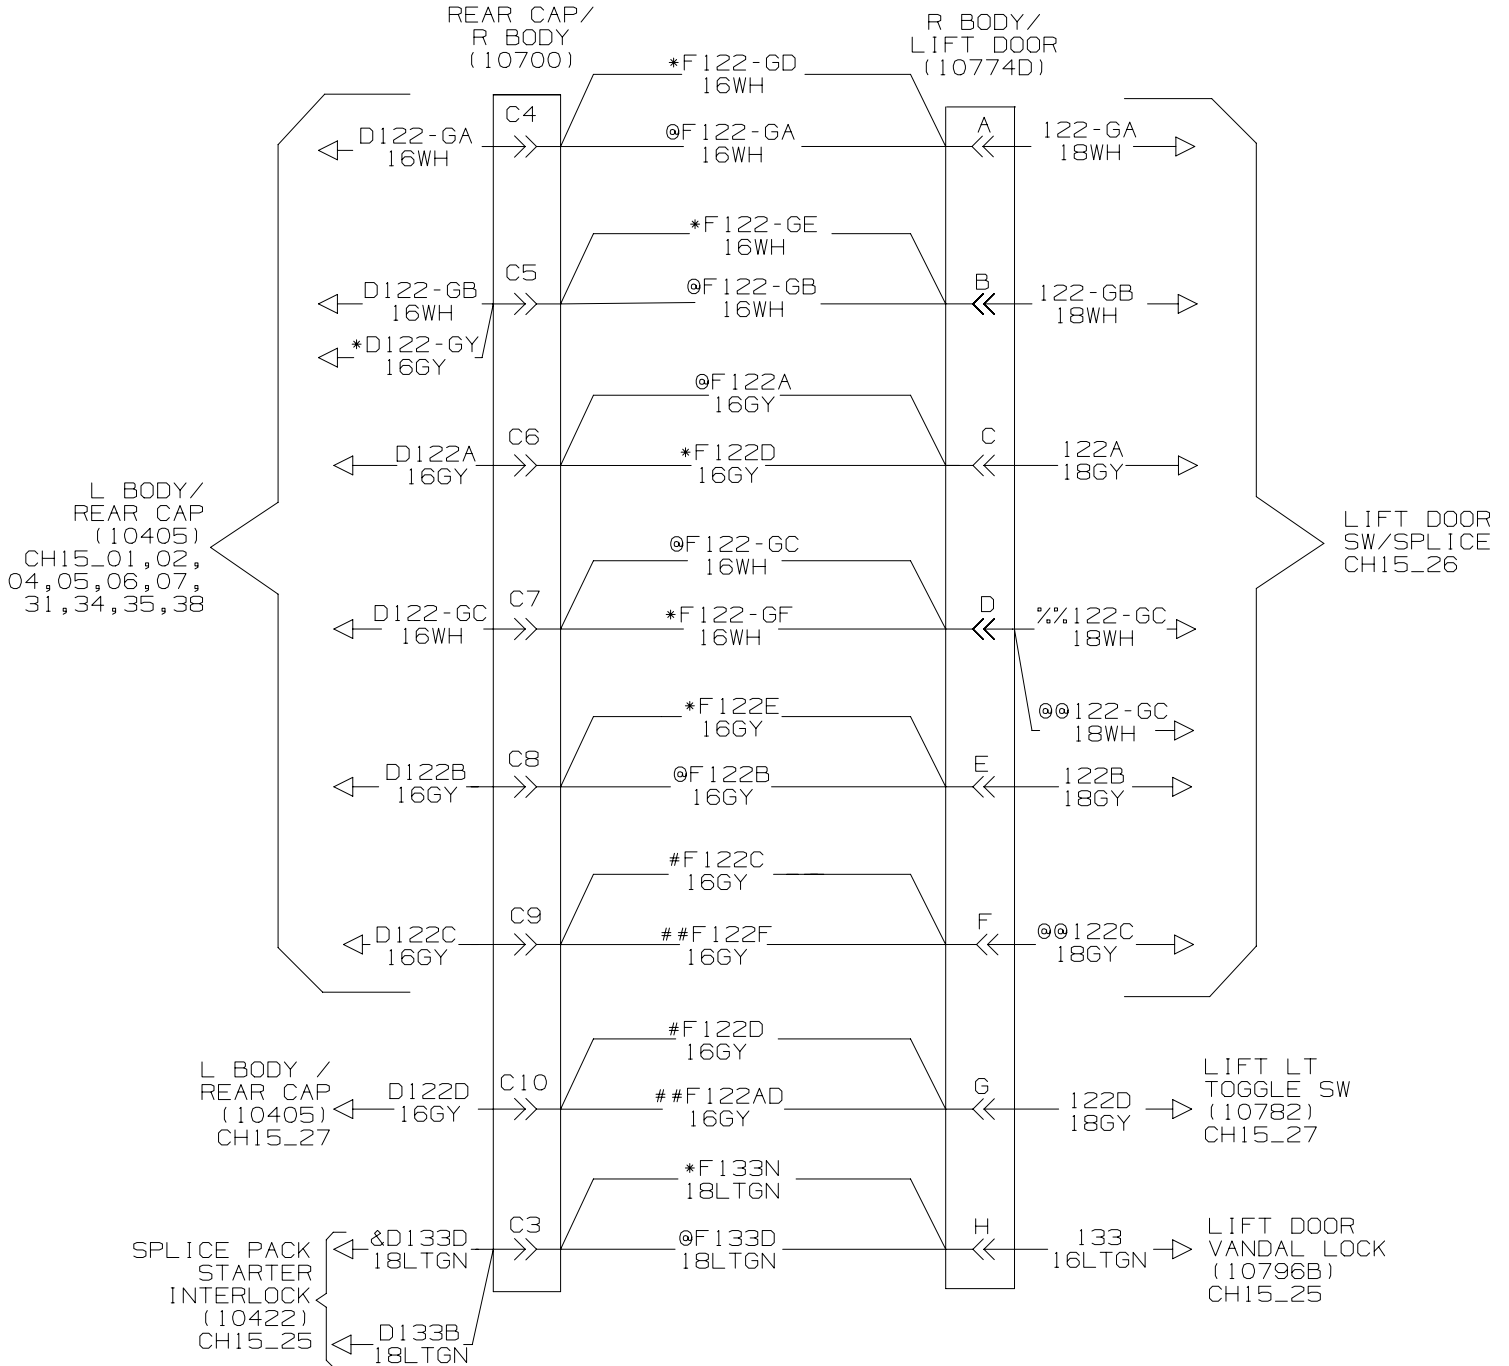 REAR CAP/
R BODY
(10700)
R BODY/
LIFT DOOR
(10774D)
*F122-GD
16WH
C4
A
D122-GA
16WH
@F122-GA
16WH
122-GA
18WH
*F122-GE
16WH
C5
B
D122-GB
16WH
@F122-GB
16WH
122-GB
18WH
*D122-GY
16GY
@F122A
16GY
C6
C
D122A
16GY
*F122D
16GY
122A
18GY
L BODY/
REAR CAP
(10405)
CH15_01,02,
04,05,06,07,
31,34,35,38
LIFT DOOR
SW/SPLICE
CH15_26
@F122-GC
16WH
C7
D
D122-GC
16WH
*F122-GF
16WH
%%122-GC
18WH
*F122E
16GY
@@122-GC
18WH
C8
E
D122B
16GY
@F122B
16GY
122B
18GY
#F122C
16GY
C9
F
D122C
16GY
##F122F
16GY
@@122C
18GY
#F122D
16GY
L BODY /
REAR CAP
(10405)
CH15_27
C10
G
D122D
16GY
##F122AD
16GY
122D
18GY
LIFT LT
TOGGLE SW
(10782)
CH15_27
*F133N
18LTGN
C3
H
SPLICE PACK
STARTER
INTERLOCK
(10422)
CH15_25
&D133D
18LTGN
@F133D
18LTGN
133
16LTGN
LIFT DOOR
VANDAL LOCK
(10796B)
CH15_25
D133B
18LTGN